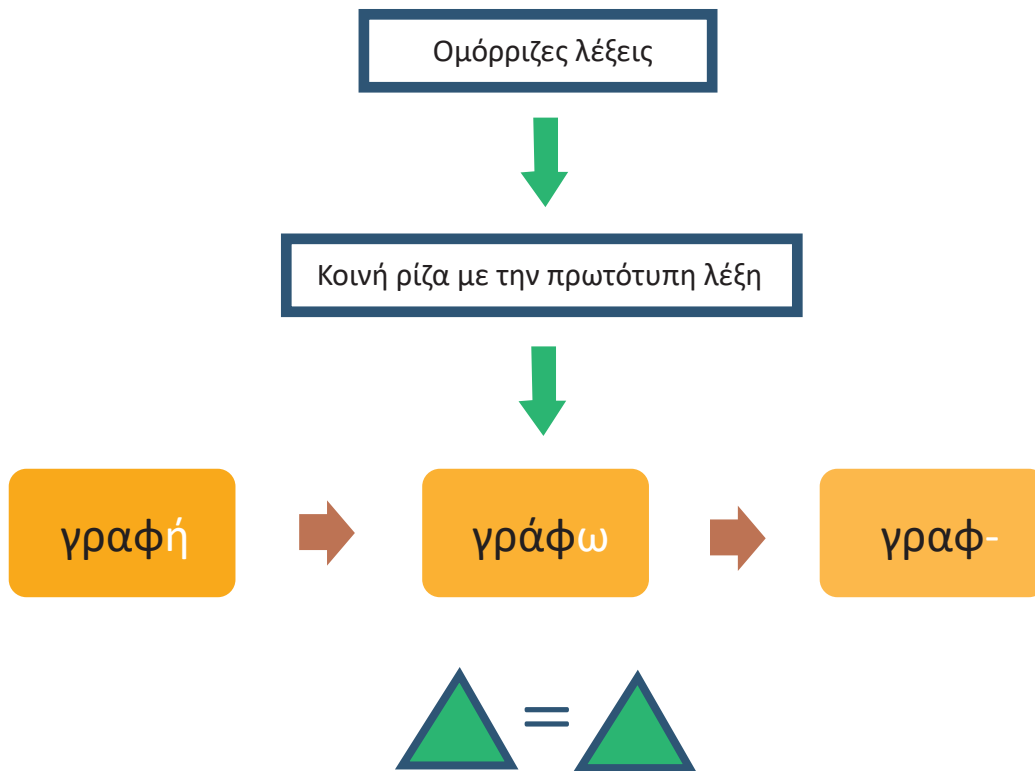 Ομόρριζες λέξεις
Κοινή ρίζα με την πρωτότυπη λέξη
γραφή
γράφω
γραφ-
=